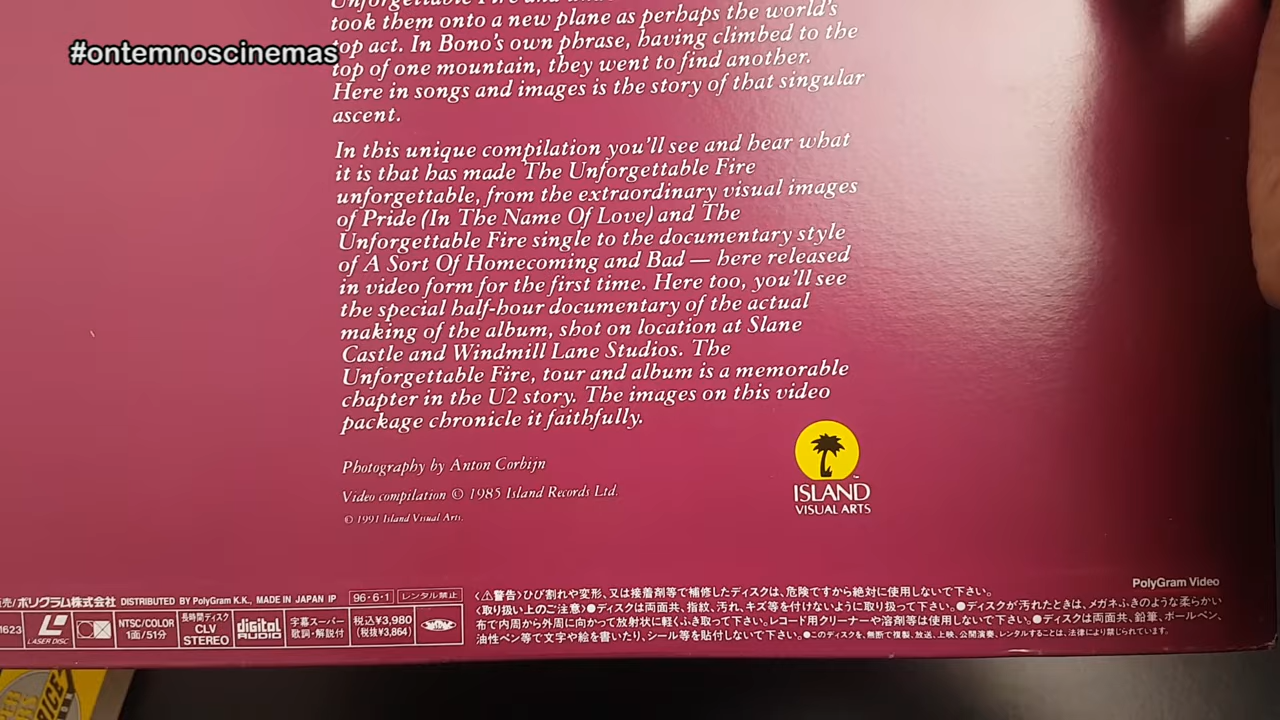 #ontemnoscinemas
took them onto a new plane as perhaps the world's
top act. In Bono's own phrase, having climbed to the
top of one mountain, they went to find another.
Here in songs and images is the story of that singular
ascent.
In this unique compilation you'll see and hear what
it is that has made The Unforgettable Fire
unforgettable, from the extraordinary visual images
of Pride (In The Name Of Love) and The
Unforgettable Fire single to the documentary style
of A Sort Of Homecoming and Bad — here released
in video form for the first time. Here too, you'll see
the special half-hour documentary of the actual
making of the album, shot on location at Slane
Castle and Windmill Lane Studios. The
Unforgettable Fire, tour and album is a memorable
chapter in the U2 story. The images on this video
package chronicle it faithfully.
Photography by Anton Corbijn
Video compilation © 1985 Island Records Ltd.
© 1991 Island Visual Arts.
ISLAND
VISUAL ARTS
PolyGram Video
売/ポリグラム株式会社 DISTRIBUTED BY PolyGram K.K., MADE IN JAPAN IP 96・6・1 レンタル禁止
1623
LASER DISC
NTSC/COLOR
1面/51分
長時間ディスク
CLV
STEREO
digital
AUDIO
字幕スーパー
歌詞・解説付
税込¥3,980
(税抜¥3,864)
〈⚠警告〉ひび割れや変形、又は接着剤等で補修したディスクは、危険ですから絶対に使用しないで下さい。
〈取り扱い上のご注意〉●ディスクは両面共、指紋、汚れ、キズ等を付けないように取り扱って下さい。●ディスクが汚れたときは、メガネふきのような柔らかい
布で内周から外周に向かって放射状に軽くふき取って下さい。レコード用クリーナーや溶剤等は使用しないで下さい。●ディスクは両面共、鉛筆、ボールペン、
油性ペン等で文字や絵を書いたり、シール等を貼付しないで下さい。●このディスクを、無断で複製、放送、上映、公開演奏、レンタルすることは、法律により禁じられています。